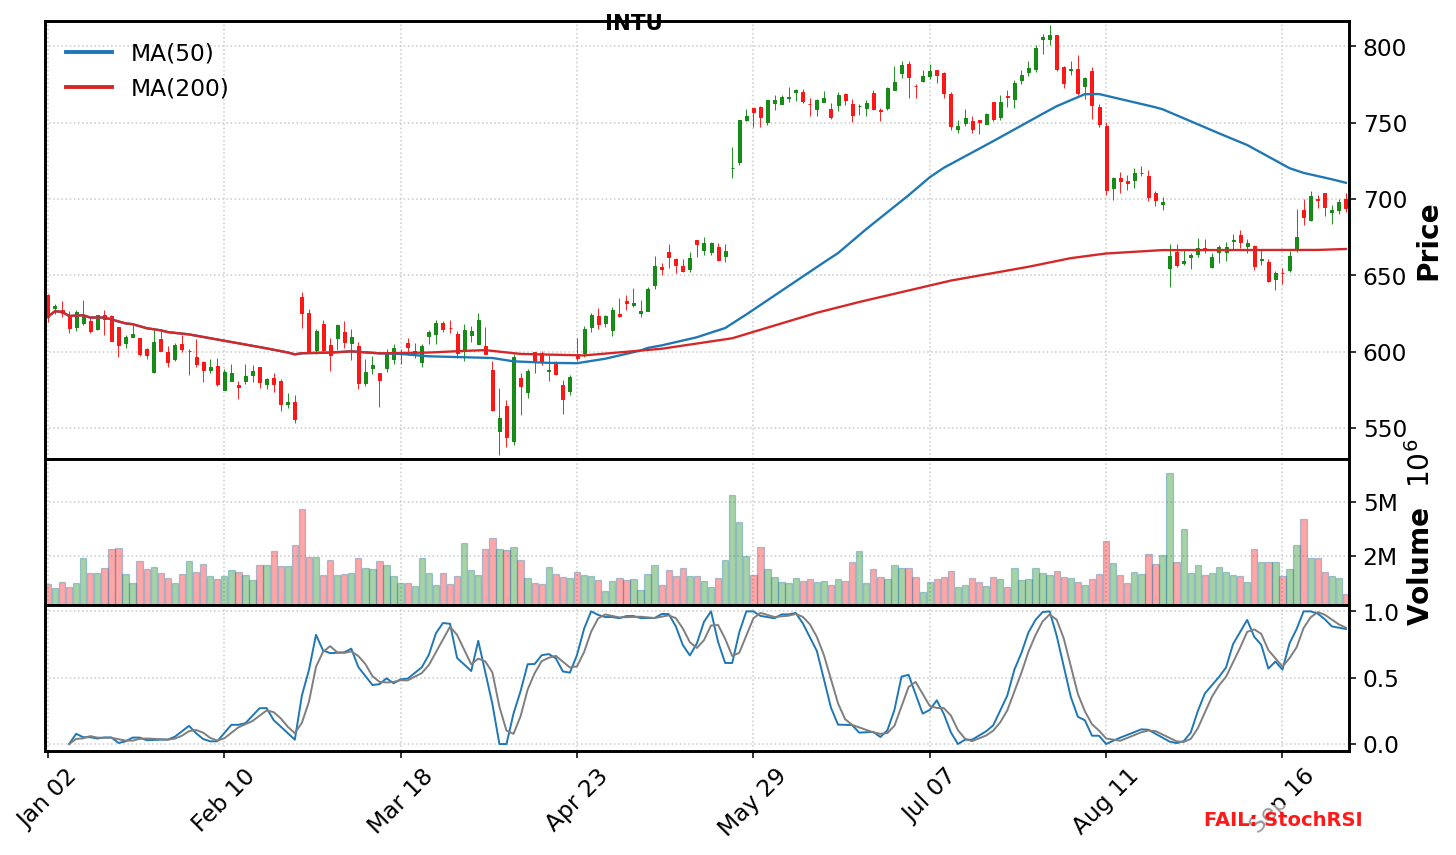 INTU
MA(50)
MA(200)
800
750
700
650
600
550
Price
5M
2M
Volume 10^6
1.0
0.5
0.0
Jan 02
Feb 10
Mar 18
Apr 23
May 29
Jul 07
Aug 11
Sep 16
FAIL: StochRSI